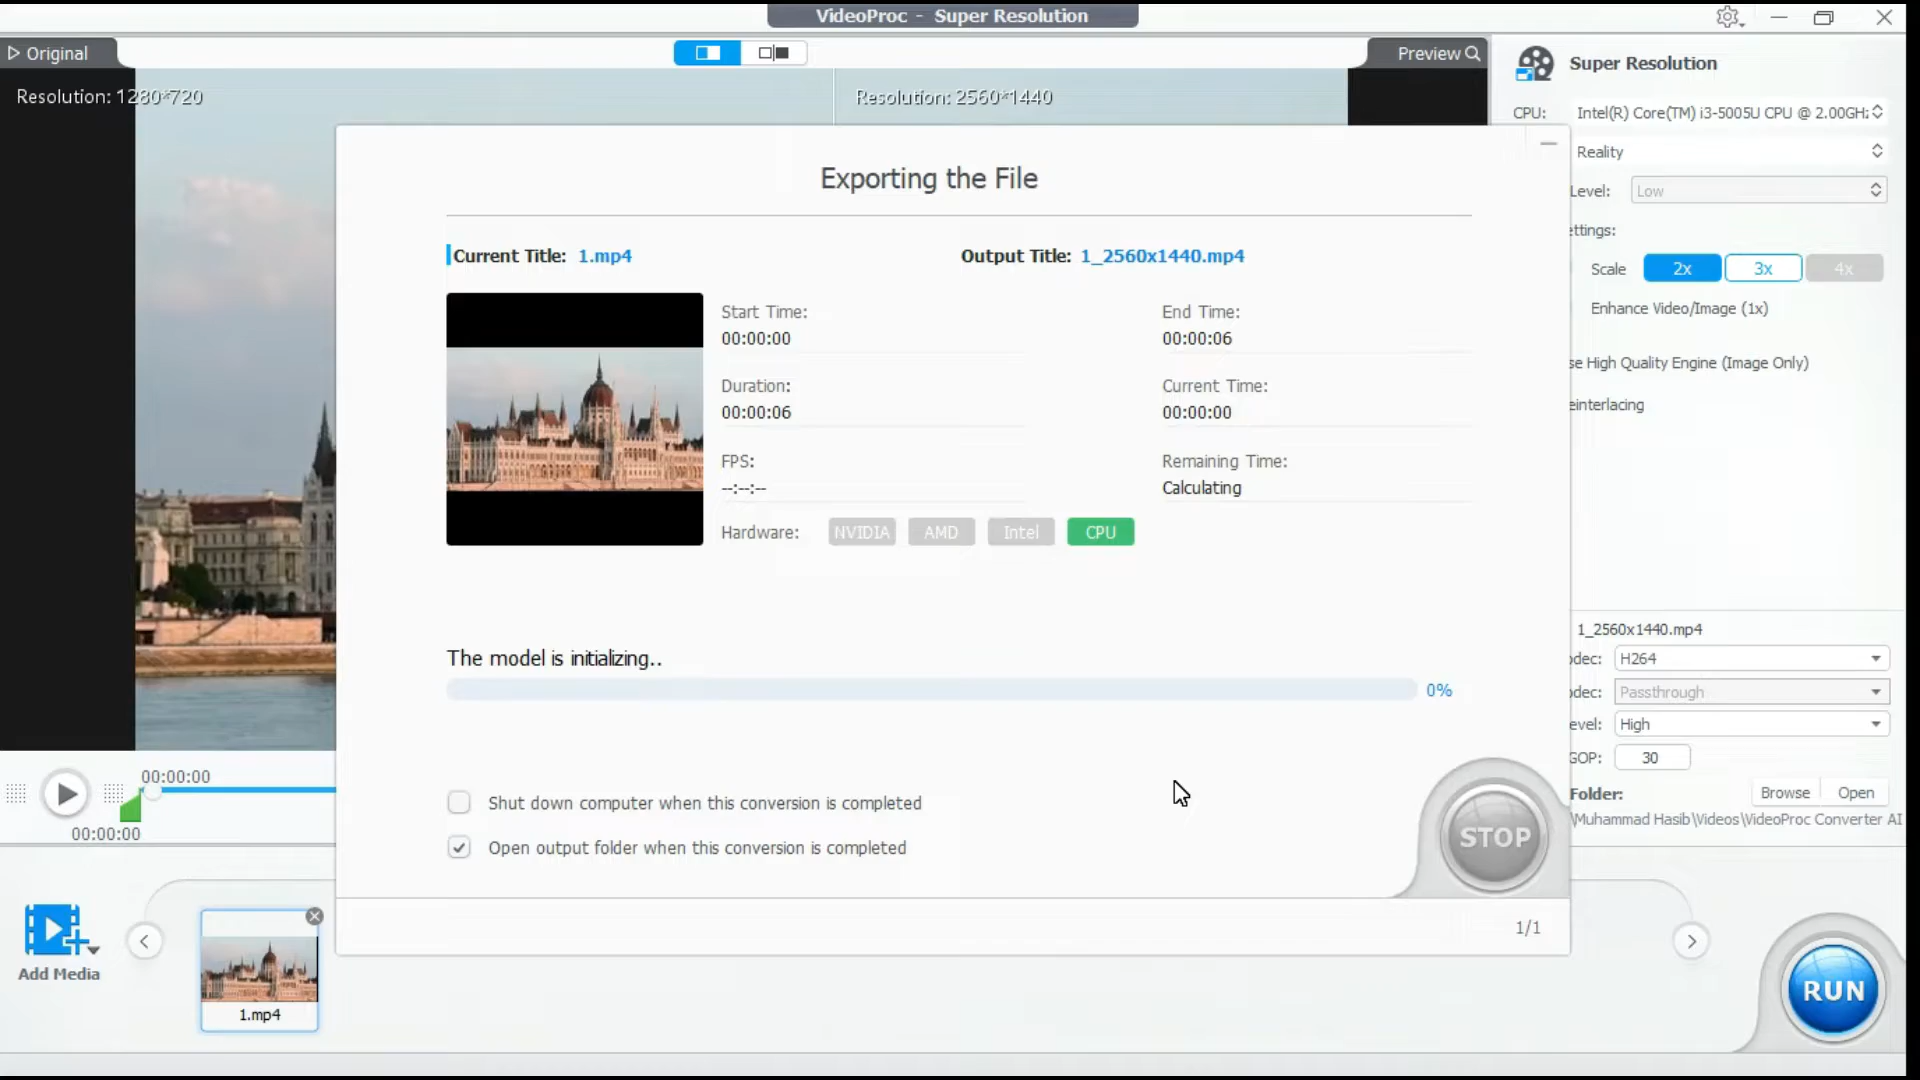 VideoProc - Super Resolution
Original
Preview
Resolution: 1280*720
Resolution: 2560*1440
Super Resolution
CPU: Intel(R) Core(TM) i3-5005U CPU @ 2.00GH
Reality
Level: Low
ettings:
Scale 2x 3x 4x
Enhance Video/Image (1x)
se High Quality Engine (Image Only)
einterlacing
Exporting the File
Current Title: 1.mp4
Output Title: 1_2560x1440.mp4
Start Time:
00:00:00
End Time:
00:00:06
Duration:
00:00:06
Current Time:
00:00:00
FPS:
--:--:--
Remaining Time:
Calculating
Hardware: NVIDIA AMD Intel CPU
The model is initializing..
0%
Shut down computer when this conversion is completed
Open output folder when this conversion is completed
STOP
1/1
1_2560x1440.mp4
odec: H264
odec: Passthrough
evel: High
GOP: 30
Folder: Browse Open
\Muhammad Hasib\Videos\VideoProc Converter AI
00:00:00
00:00:00
Add Media
1.mp4
RUN